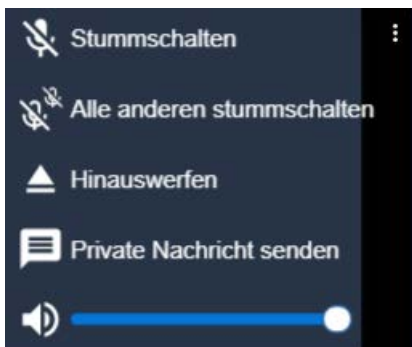 Stummschalten
Alle anderen stummschalten
Hinauswerfen
Private Nachricht senden